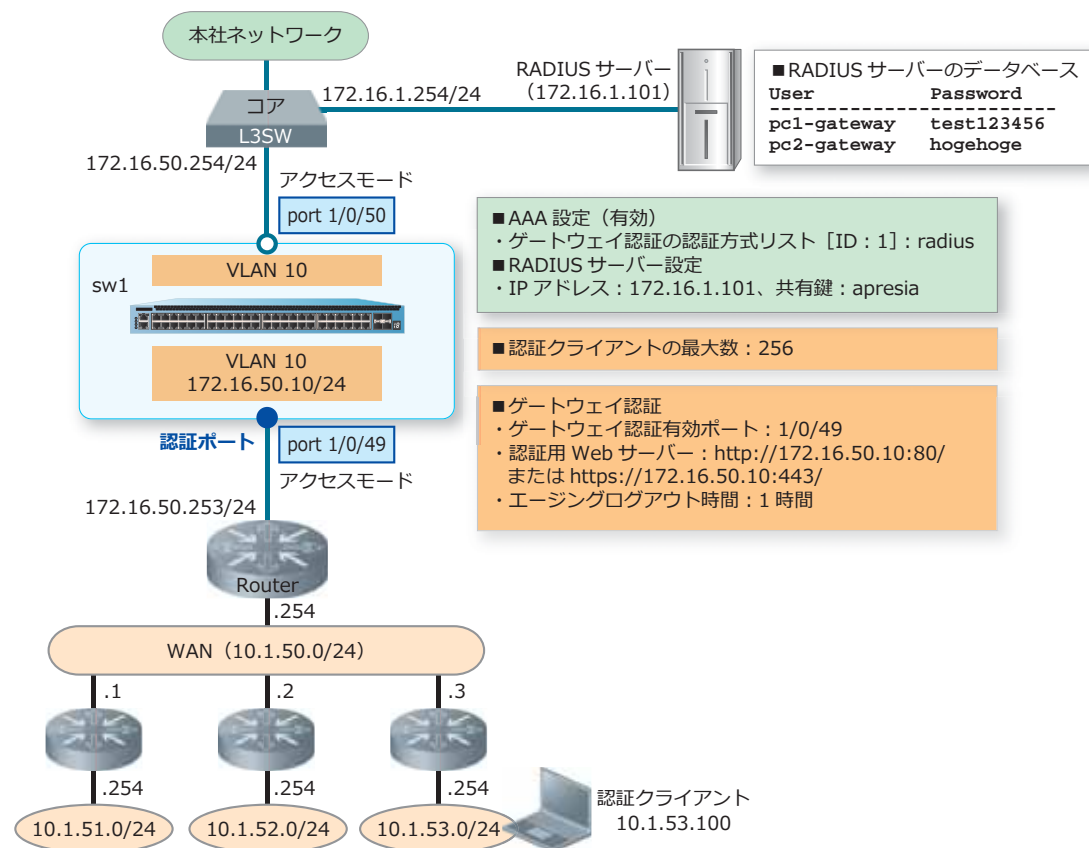 本社ネットワーク
コア
L3SW
172.16.1.254/24
RADIUS サーバー
（172.16.1.101）
■RADIUS サーバーのデータベース
User Password
-------------------------
pc1-gateway test123456
pc2-gateway hogehoge
172.16.50.254/24
アクセスモード
port 1/0/50
■AAA 設定（有効）
・ゲートウェイ認証の認証方式リスト［ID：1］：radius
■RADIUS サーバー設定
・IP アドレス：172.16.1.101、共有鍵：apresia
sw1
VLAN 10
VLAN 10
172.16.50.10/24
■認証クライアントの最大数：256
認証ポート
port 1/0/49
アクセスモード
■ゲートウェイ認証
・ゲートウェイ認証有効ポート：1/0/49
・認証用 Web サーバー：http://172.16.50.10:80/
または https://172.16.50.10:443/
・エージングログアウト時間：1 時間
172.16.50.253/24
Router
.254
WAN（10.1.50.0/24）
.1
.2
.3
.254
.254
.254
10.1.51.0/24
10.1.52.0/24
10.1.53.0/24
認証クライアント
10.1.53.100